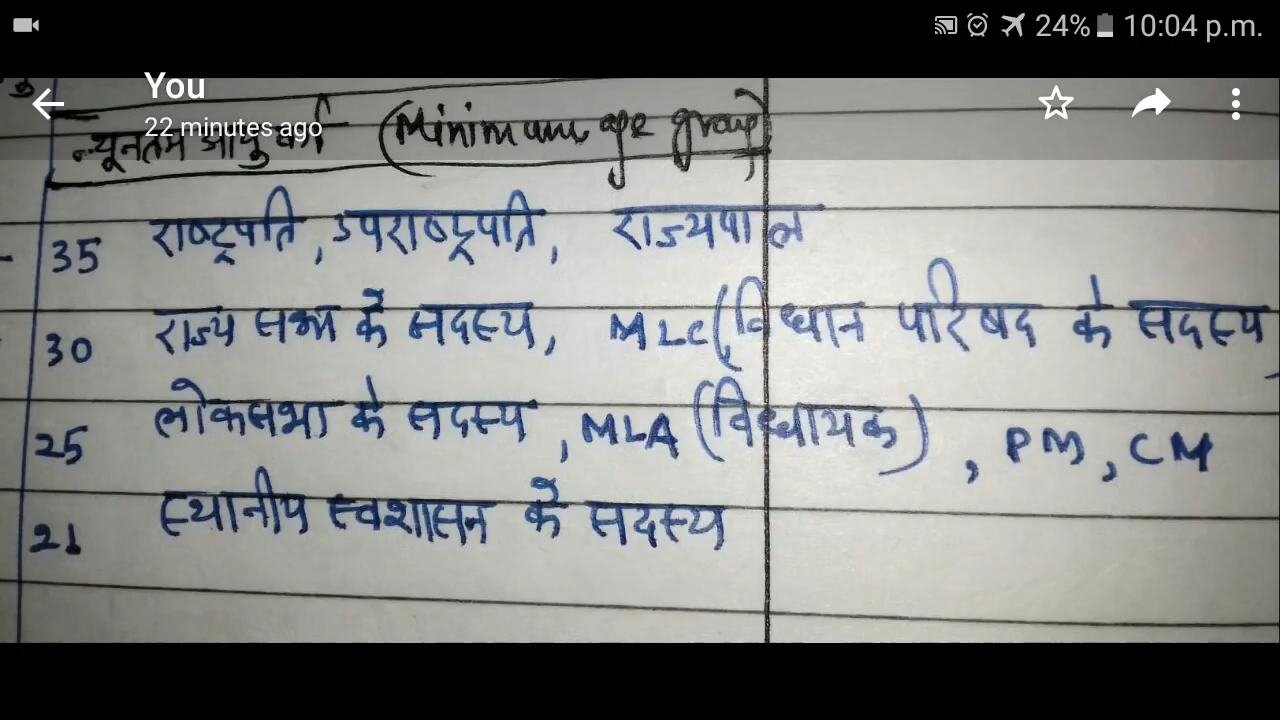 24% 10:04 p.m.
You
22 minutes ago
न्यूनतम आयु वर्ग (Minimum age group)
35 राष्ट्रपति, उपराष्ट्रपति, राज्यपाल
30 राज्य सभा के सदस्य, MLC (विधान परिषद के सदस्य
25 लोकसभा के सदस्य, MLA (विधायक), PM, CM
21 स्थानीय स्वशासन के सदस्य